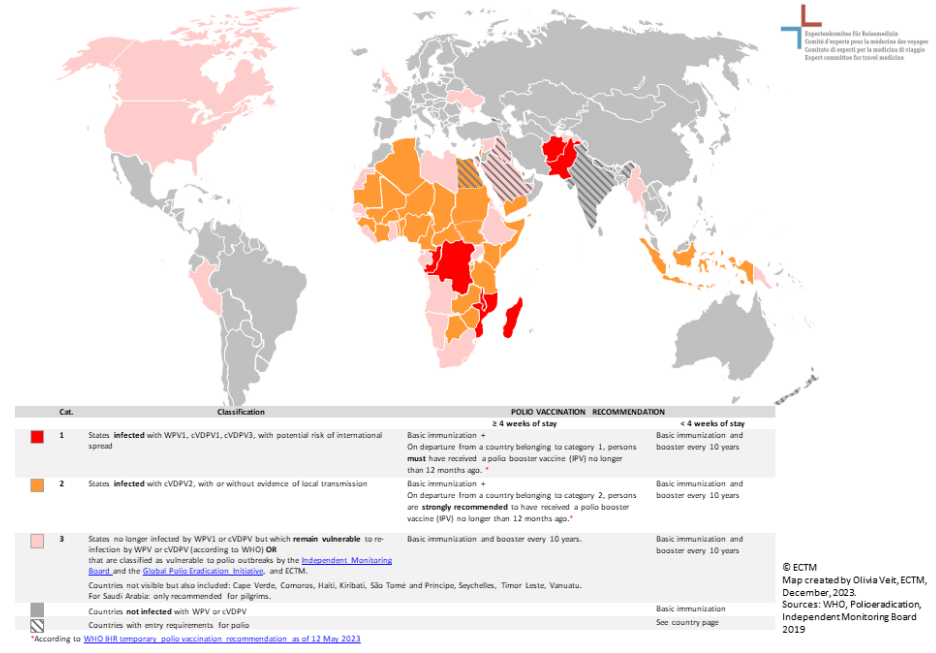 Expertenkomitee für Reisemedizin
Comité d'experts pour la médecine des voyages
Comitato di esperti per la medicina di viaggio
Expert committee for travel medicine
Cat. Classification POLIO VACCINATION RECOMMENDATION
≥ 4 weeks of stay < 4 weeks of stay
1 States infected with WPV1, cVDPV1, cVDPV3, with potential risk of international
spread
Basic immunization +
On departure from a country belonging to category 1, persons
must have received a polio booster vaccine (IPV) no longer
than 12 months ago. *
Basic immunization and
booster every 10 years
2 States infected with cVDPV2, with or without evidence of local transmission
Basic immunization +
On departure from a country belonging to category 2, persons
are strongly recommended to have received a polio booster
vaccine (IPV) no longer than 12 months ago.*
Basic immunization and
booster every 10 years
3 States no longer infected by WPV1 or cVDPV but which remain vulnerable to re-
infection by WPV or cVDPV (according to WHO) OR
that are classified as vulnerable to polio outbreaks by the Independent Monitoring
Board and the Global Polio Eradication Initiative, and ECTM.
Countries not visible but also included: Cape Verde, Comoros, Haiti, Kiribati, São Tomé and Príncipe, Seychelles, Timor Leste, Vanuatu.
For Saudi Arabia: only recommended for pilgrims.
Basic immunization and booster every 10 years.
Basic immunization and
booster every 10 years
Countries not infected with WPV or cVDPV Basic immunization
Countries with entry requirements for polio See country page
*According to WHO IHR temporary polio vaccination recommendation as of 12 May 2023
© ECTM
Map created by Olivia Veit, ECTM,
December, 2023.
Sources: WHO, Polioeradication,
Independent Monitoring Board
2019